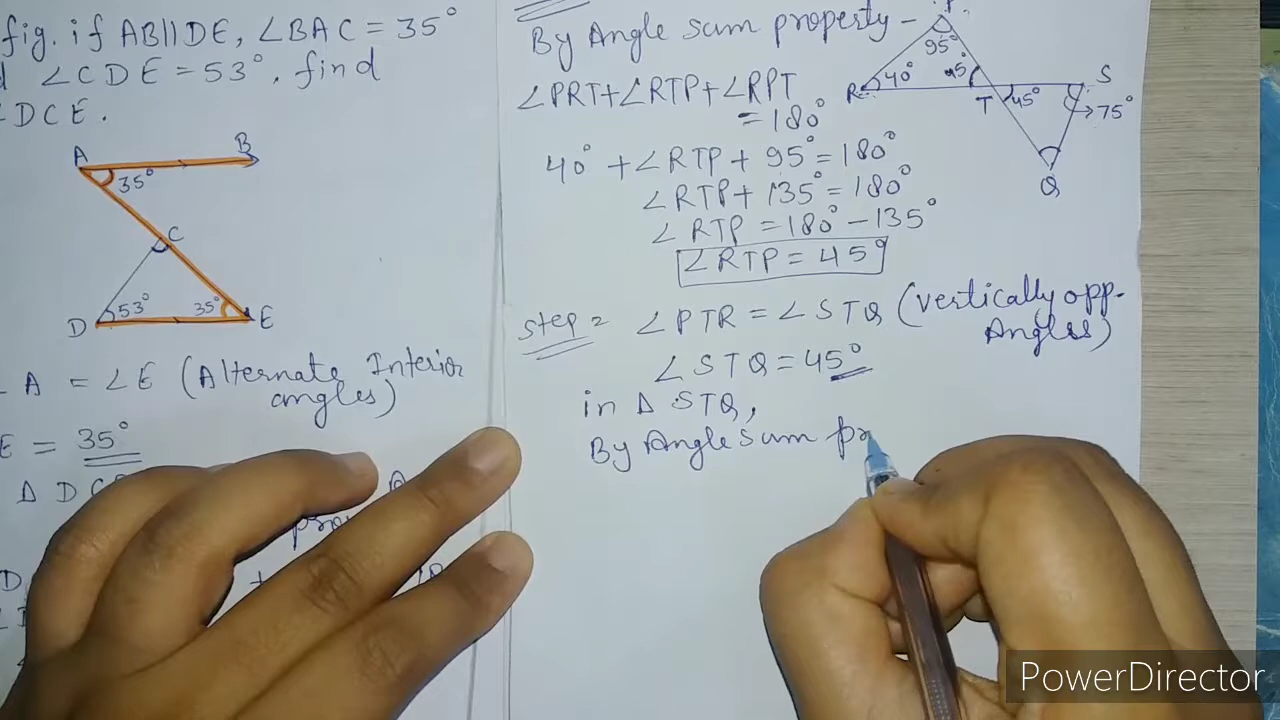 fig. if AB||DE, ∠BAC = 35°
∠CDE = 53°, find
∠DCE.
A
B
35°
C
53°
35°
D
E
A = ∠E (Alternate Interior
angles)
E = 35°
Δ DC
By Angle sum property -
∠PRT+∠RTP+∠RPT
= 180°
40° + ∠RTP + 95° = 180°
∠RTP + 135° = 180°
∠RTP = 180° - 135°
∠RTP = 45°
P
95°
40°
45°
R
T
45°
S
75°
Q
Step =
∠PTR = ∠STQ (Vertically opp.
Angles)
∠STQ = 45°
in Δ STQ,
By Angle sum pr
PowerDirector